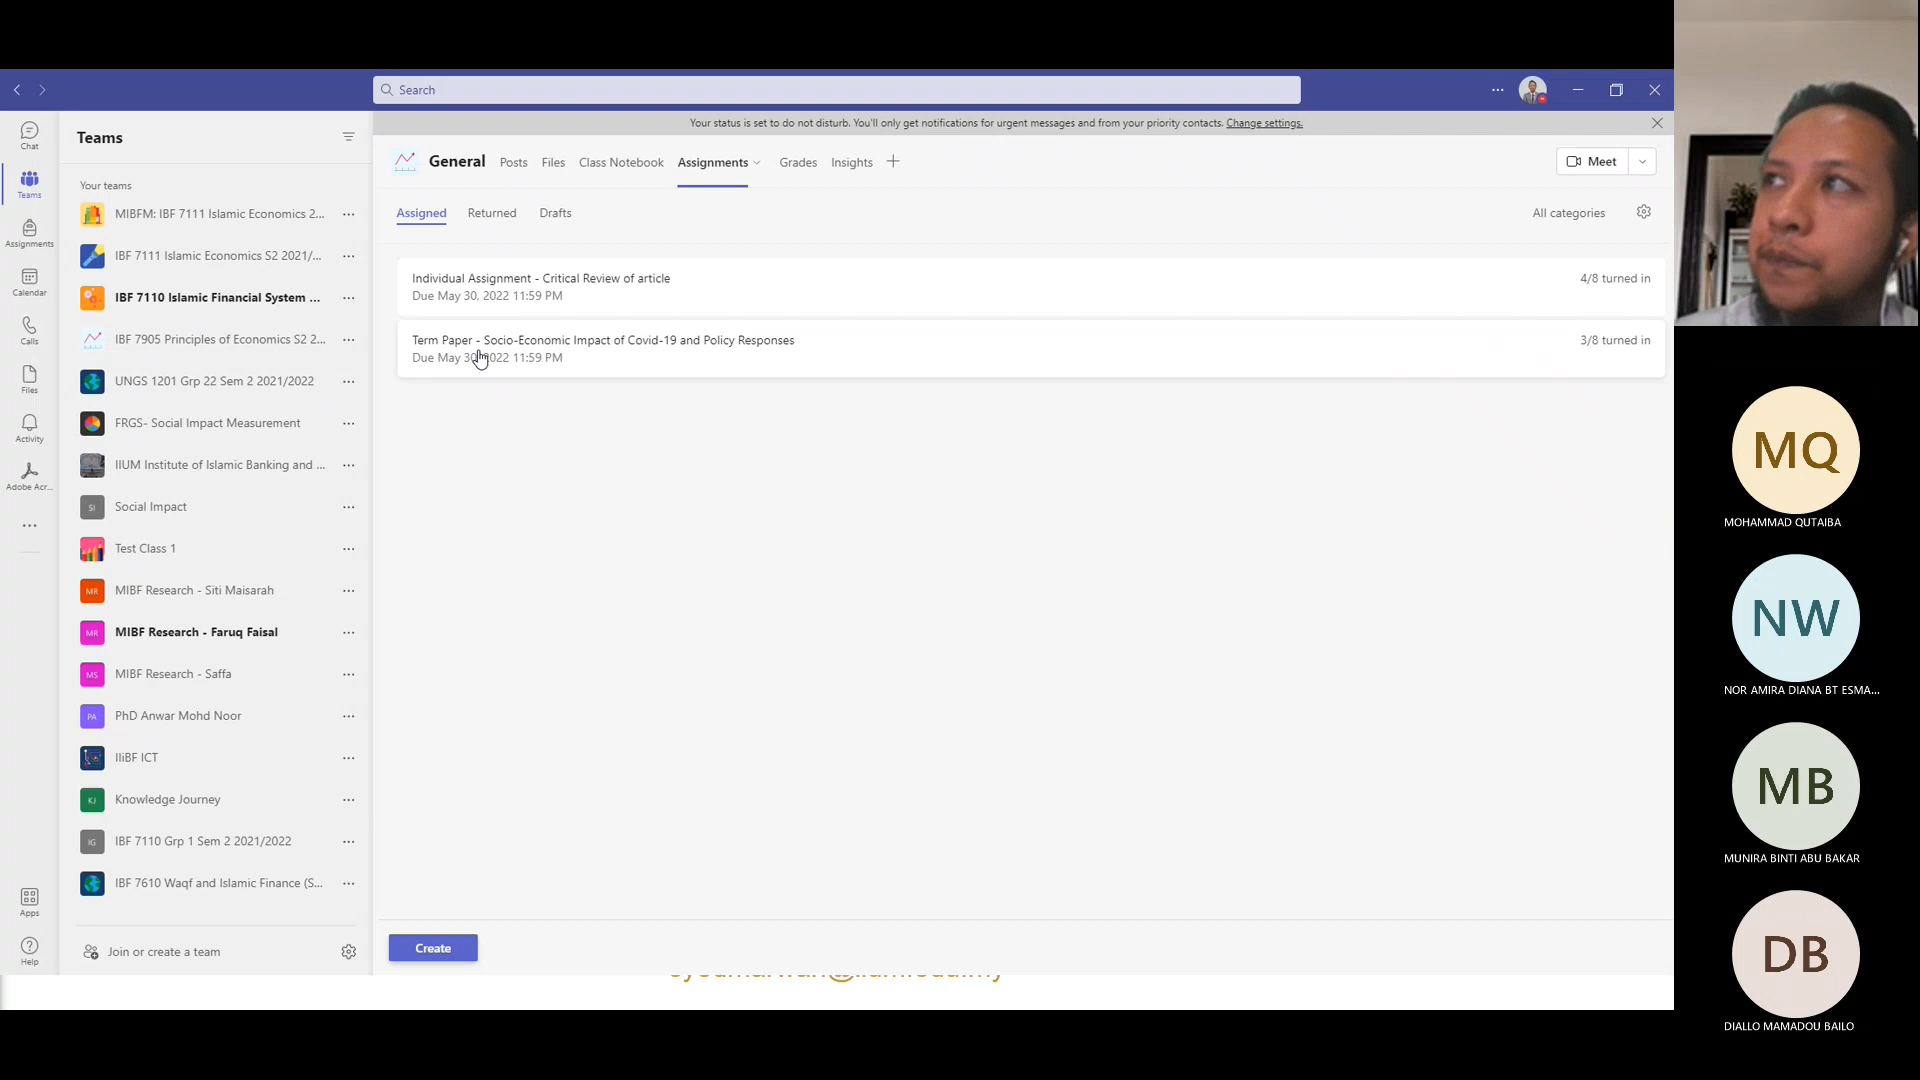 Search
Your status is set to do not disturb. You'll only get notifications for urgent messages and from your priority contacts. Change settings.
Chat
Teams
Assignments
Calendar
Calls
Files
Activity
Adobe Acr...
Apps
Help
Teams
Your teams
MIBFM: IBF 7111 Islamic Economics 2...
IBF 7111 Islamic Economics S2 2021/...
IBF 7110 Islamic Financial System ...
IBF 7905 Principles of Economics S2 2...
UNGS 1201 Grp 22 Sem 2 2021/2022
FRGS- Social Impact Measurement
IIUM Institute of Islamic Banking and ...
SI Social Impact
Test Class 1
MR MIBF Research - Siti Maisarah
MR MIBF Research - Faruq Faisal
MS MIBF Research - Saffa
PA PhD Anwar Mohd Noor
IIiBF ICT
KJ Knowledge Journey
IG IBF 7110 Grp 1 Sem 2 2021/2022
IBF 7610 Waqf and Islamic Finance (S...
Join or create a team
General Posts Files Class Notebook Assignments Grades Insights
Meet
Assigned Returned Drafts
All categories
Individual Assignment - Critical Review of article
Due May 30, 2022 11:59 PM
4/8 turned in
Term Paper - Socio-Economic Impact of Covid-19 and Policy Responses
Due May 30 2022 11:59 PM
3/8 turned in
Create
MQ
MOHAMMAD QUTAIBA
NW
NOR AMIRA DIANA BT ESMA...
MB
MUNIRA BINTI ABU BAKAR
DB
DIALLO MAMADOU BAILO